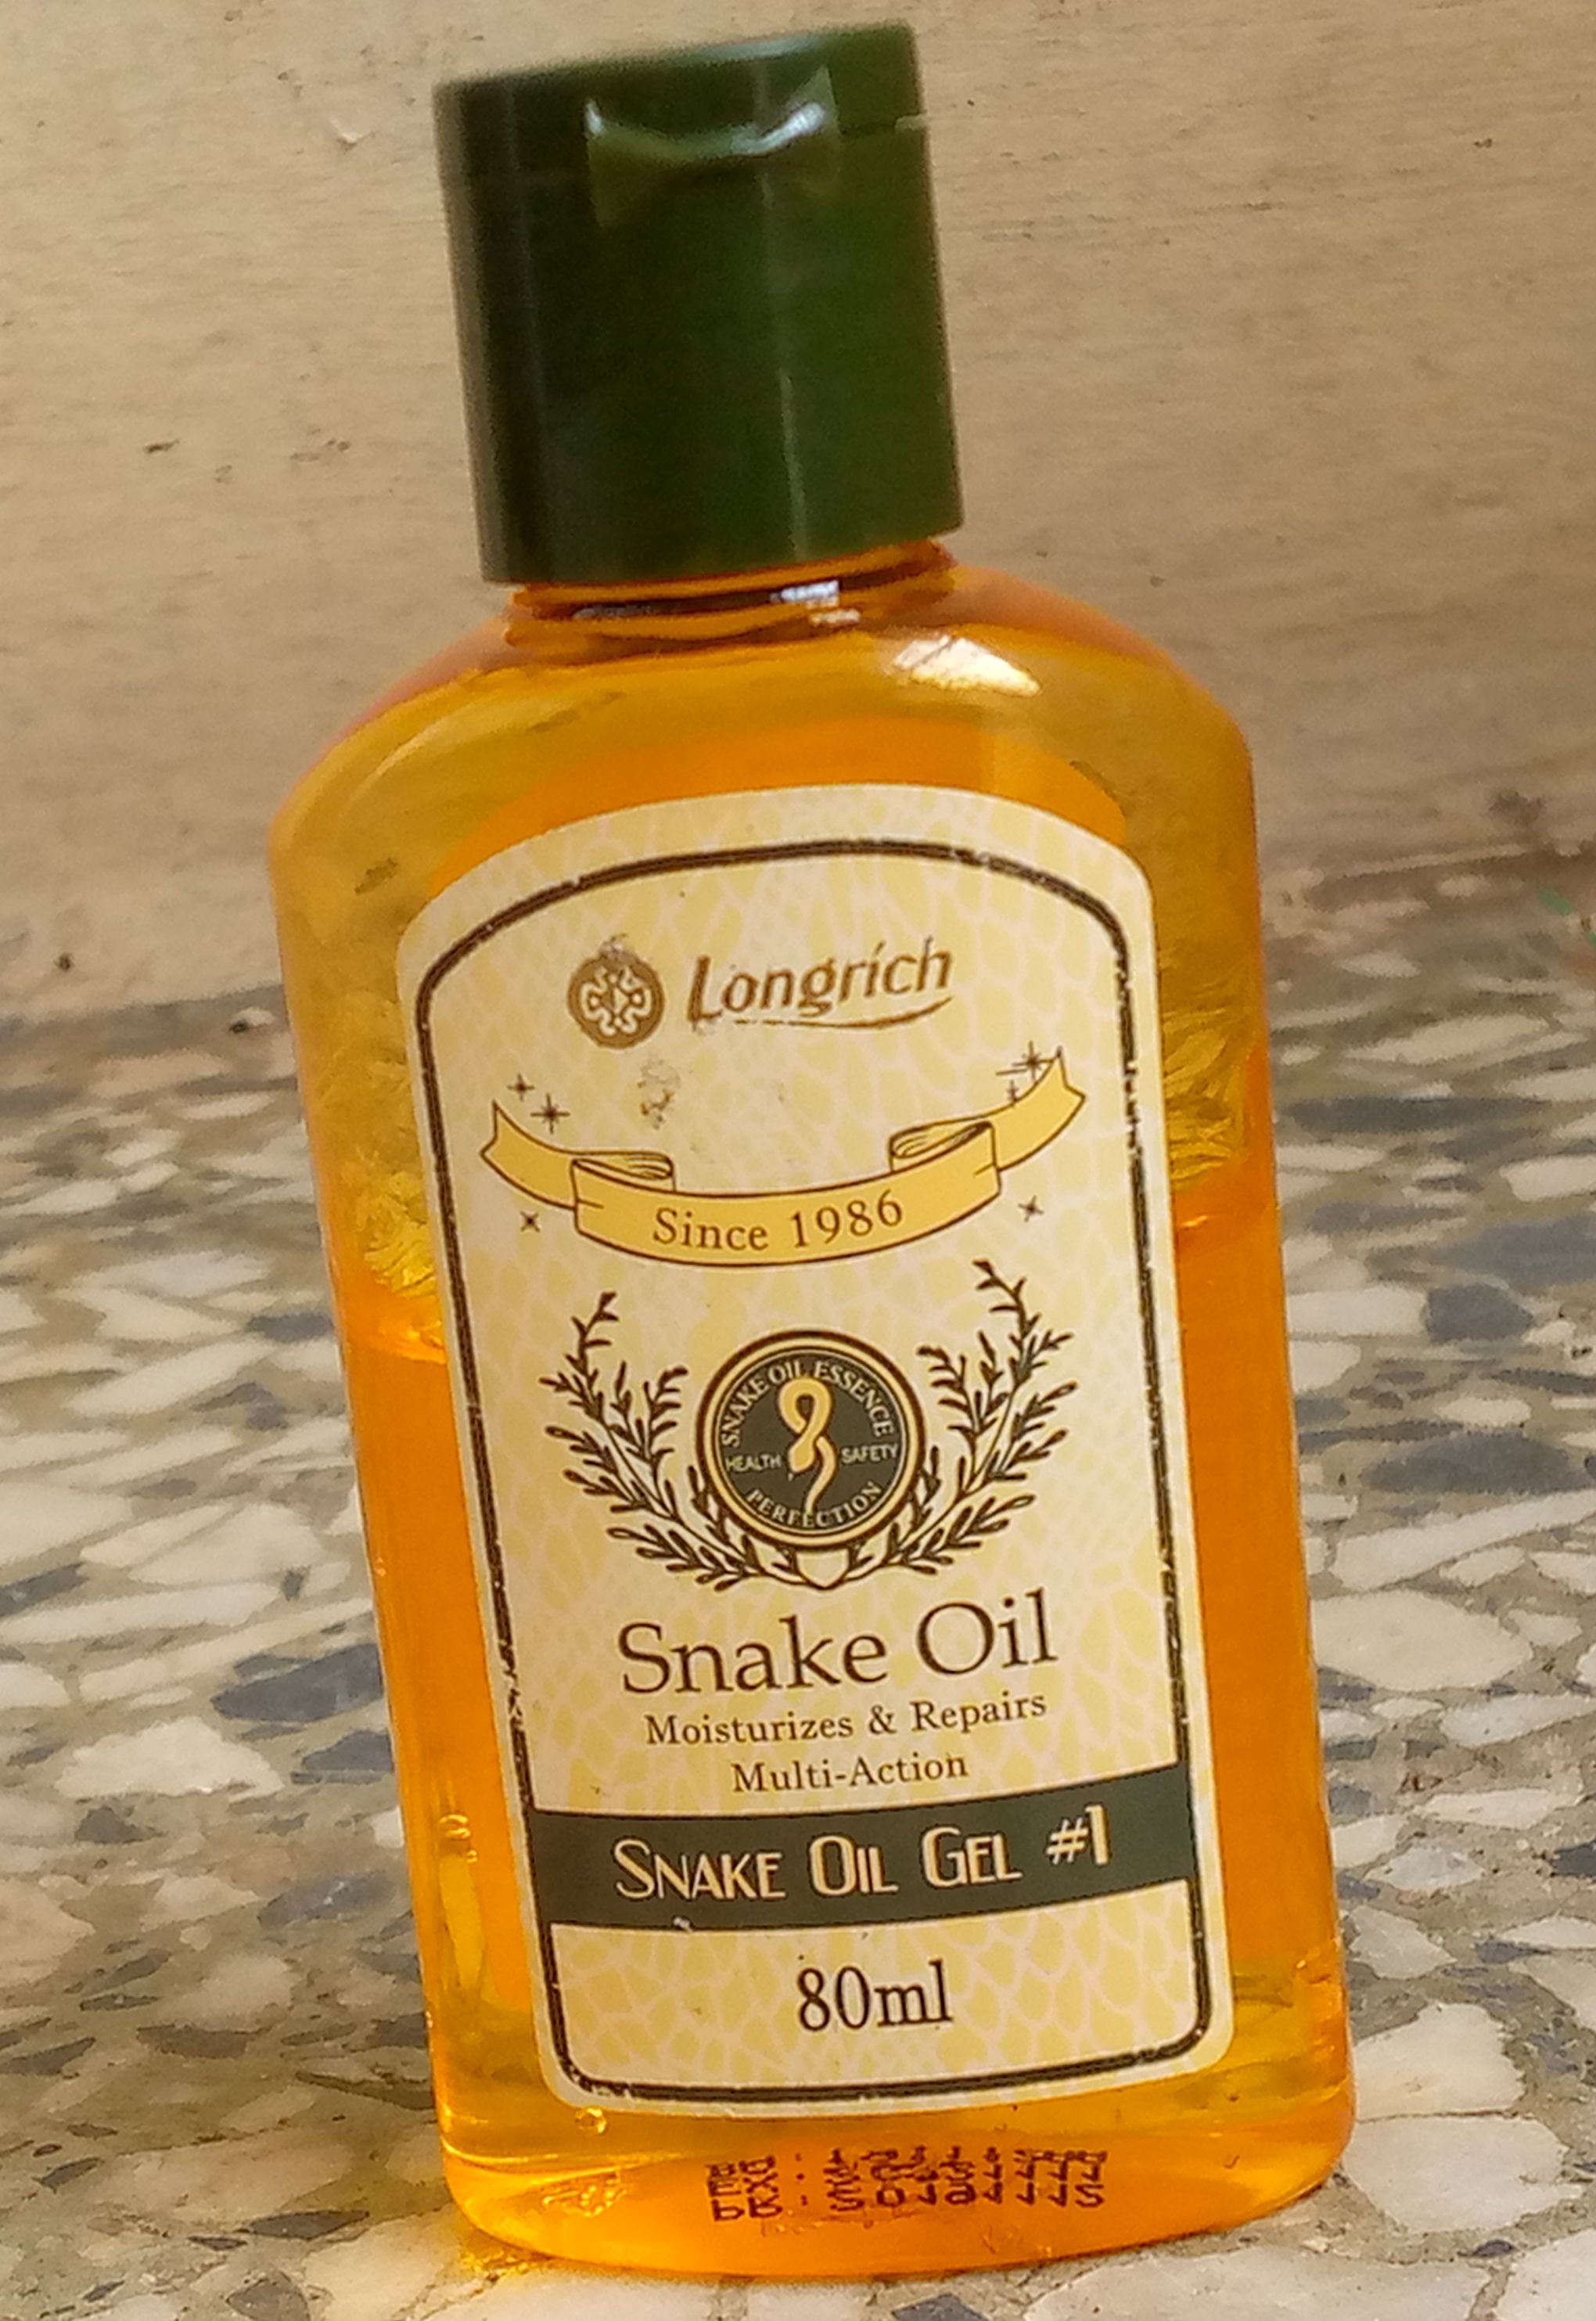 Longrich
Since 1986
SNAKE OIL ESSENCE
HEALTH SAFETY
PERFECTION
Snake Oil
Moisturizes & Repairs
Multi-Action
SNAKE OIL GEL #1
80ml